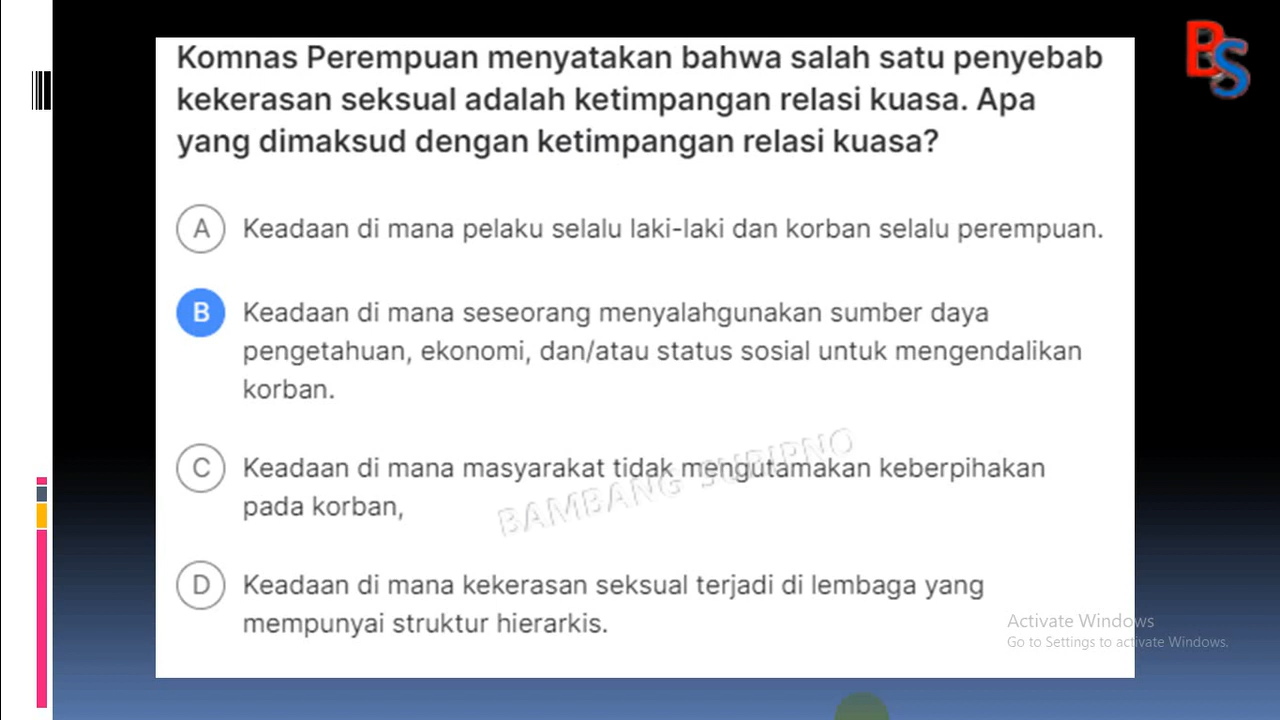 BS
Komnas Perempuan menyatakan bahwa salah satu penyebab
kekerasan seksual adalah ketimpangan relasi kuasa. Apa
yang dimaksud dengan ketimpangan relasi kuasa?
A Keadaan di mana pelaku selalu laki-laki dan korban selalu perempuan.
B Keadaan di mana seseorang menyalahgunakan sumber daya
pengetahuan, ekonomi, dan/atau status sosial untuk mengendalikan
korban.
C Keadaan di mana masyarakat tidak mengutamakan keberpihakan
pada korban,
BAMBANG SURIPNO
D Keadaan di mana kekerasan seksual terjadi di lembaga yang
mempunyai struktur hierarkis.
Activate Windows
Go to Settings to activate Windows.